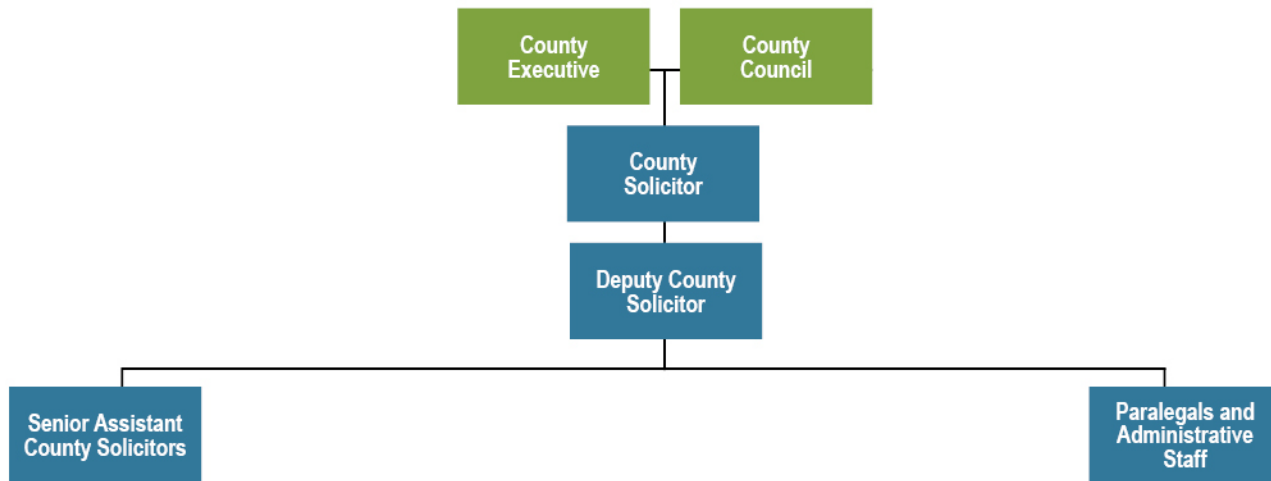 County
Executive
County
Council
County
Solicitor
Deputy County
Solicitor
Senior Assistant
County Solicitors
Paralegals and
Administrative
Staff